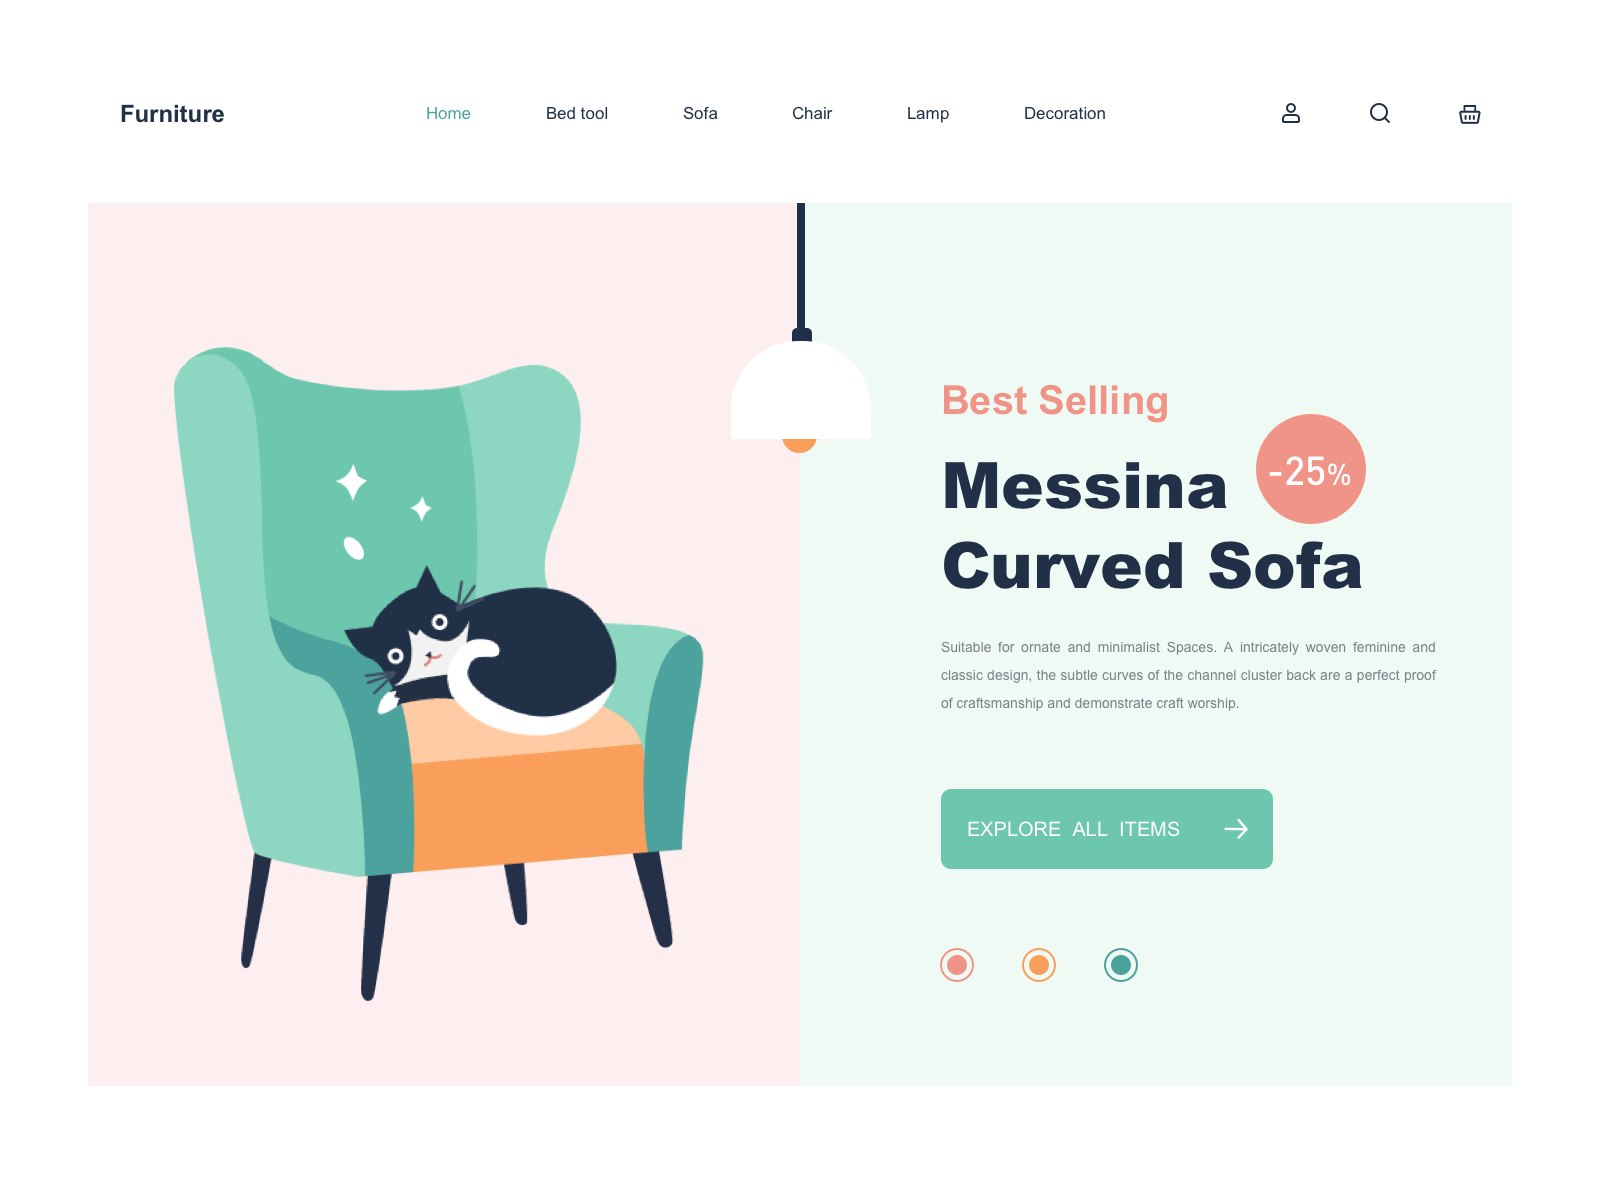 Furniture
Home
Bed tool
Sofa
Chair
Lamp
Decoration
Best Selling
Messina
-25%
Curved Sofa
Suitable for ornate and minimalist Spaces. A intricately woven feminine and
classic design, the subtle curves of the channel cluster back are a perfect proof
of craftsmanship and demonstrate craft worship.
EXPLORE ALL ITEMS